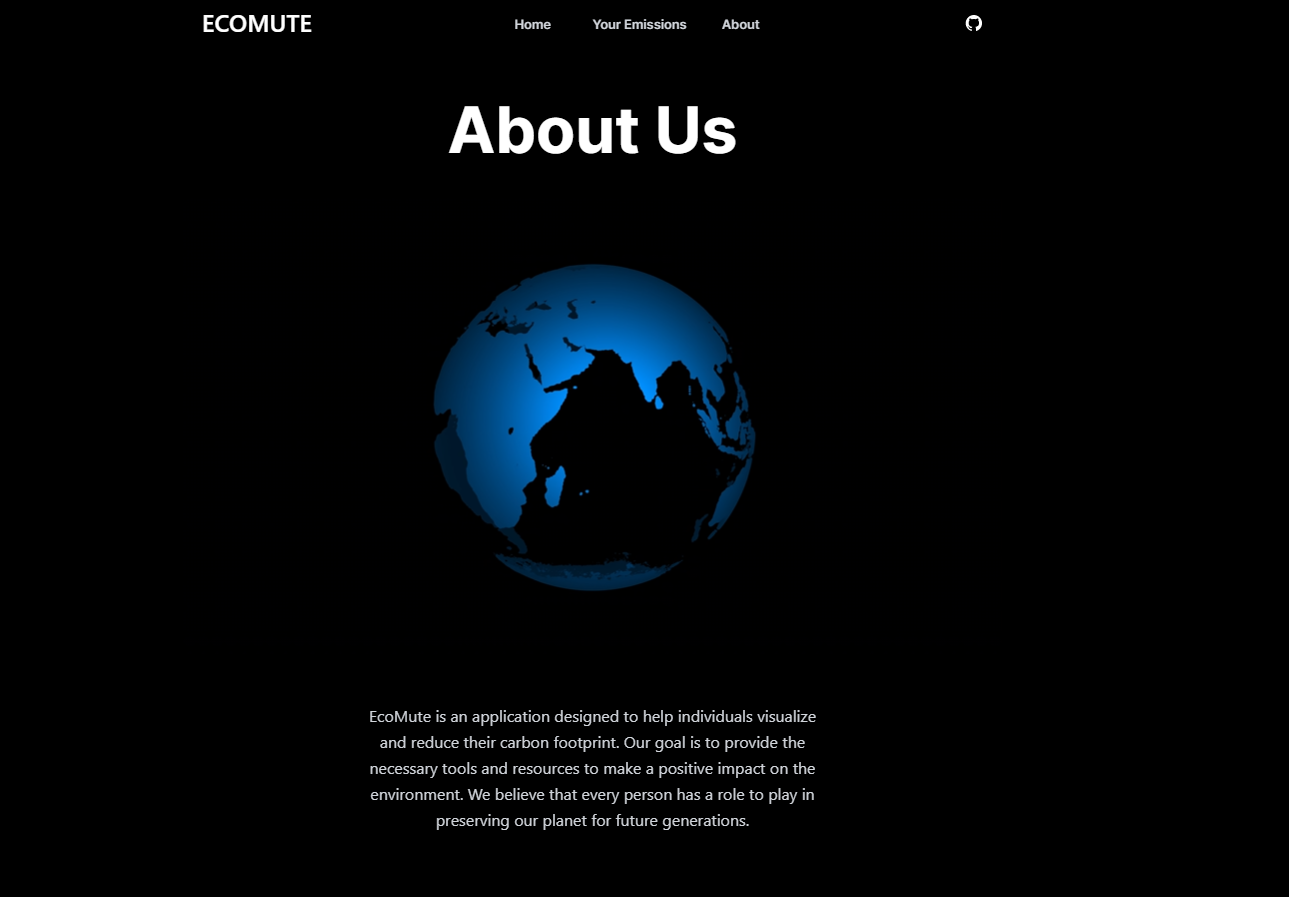 ECOMUTE
Home
Your Emissions
About
About Us
EcoMute is an application designed to help individuals visualize
and reduce their carbon footprint. Our goal is to provide the
necessary tools and resources to make a positive impact on the
environment. We believe that every person has a role to play in
preserving our planet for future generations.